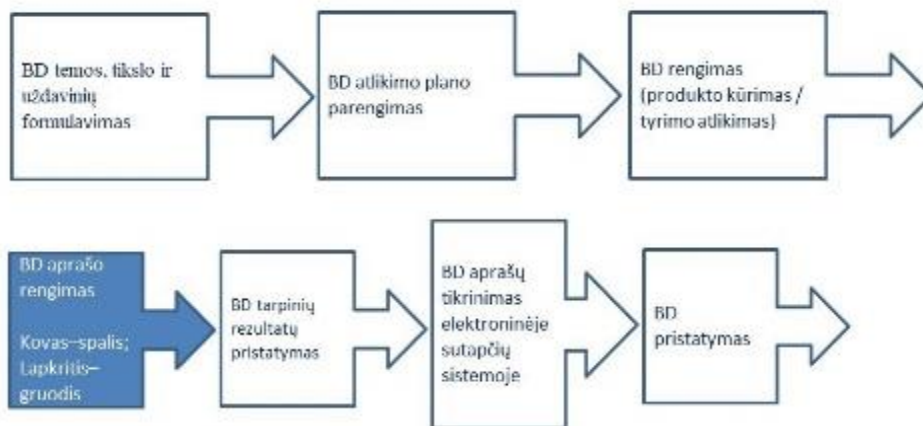 BD temos, tikslo ir
uždavinių
formulavimas
BD atlikimo plano
parengimas
BD rengimas
(produkto kūrimas /
tyrimo atlikimas)
BD aprašo
rengimas
Kovas–spalis;
Lapkritis–
gruodis
BD tarpinių
rezultatų
pristatymas
BD aprašų
tikrinimas
elektroninėje
sutapčių
sistemoje
BD
pristatymas